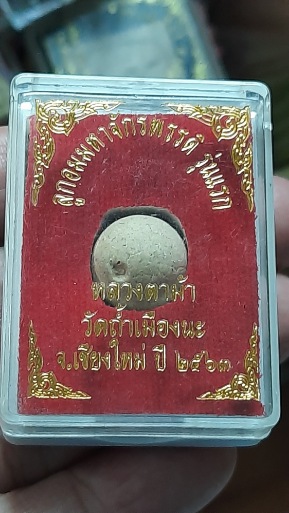 ลูกอมมหาจักรพรรดิ รุ่นแรก
หลวงตาม้า
วัดถ้ำเมืองนะ
จ.เชียงใหม่ ปี ๒๕๖๓